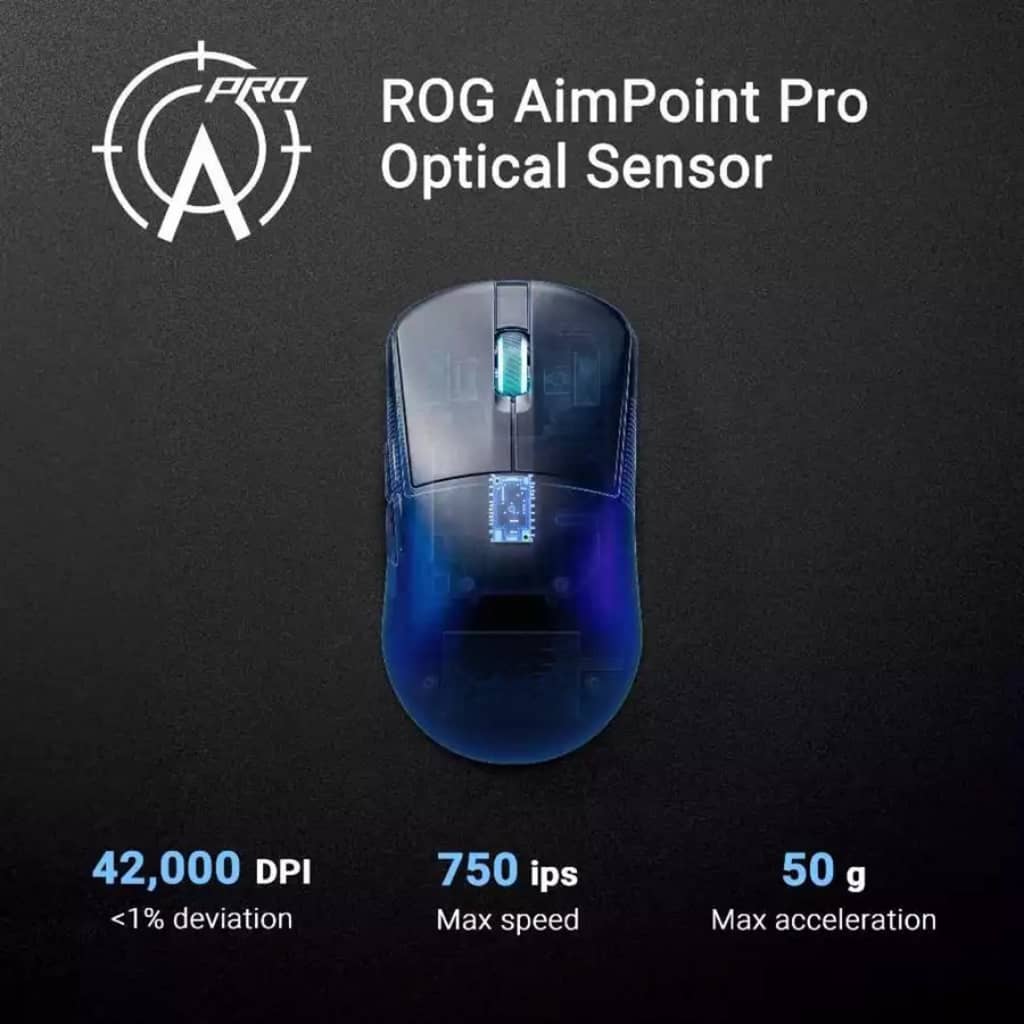 PRO
ROG AimPoint Pro
Optical Sensor
42,000 DPI
<1% deviation
750 ips
Max speed
50 g
Max acceleration